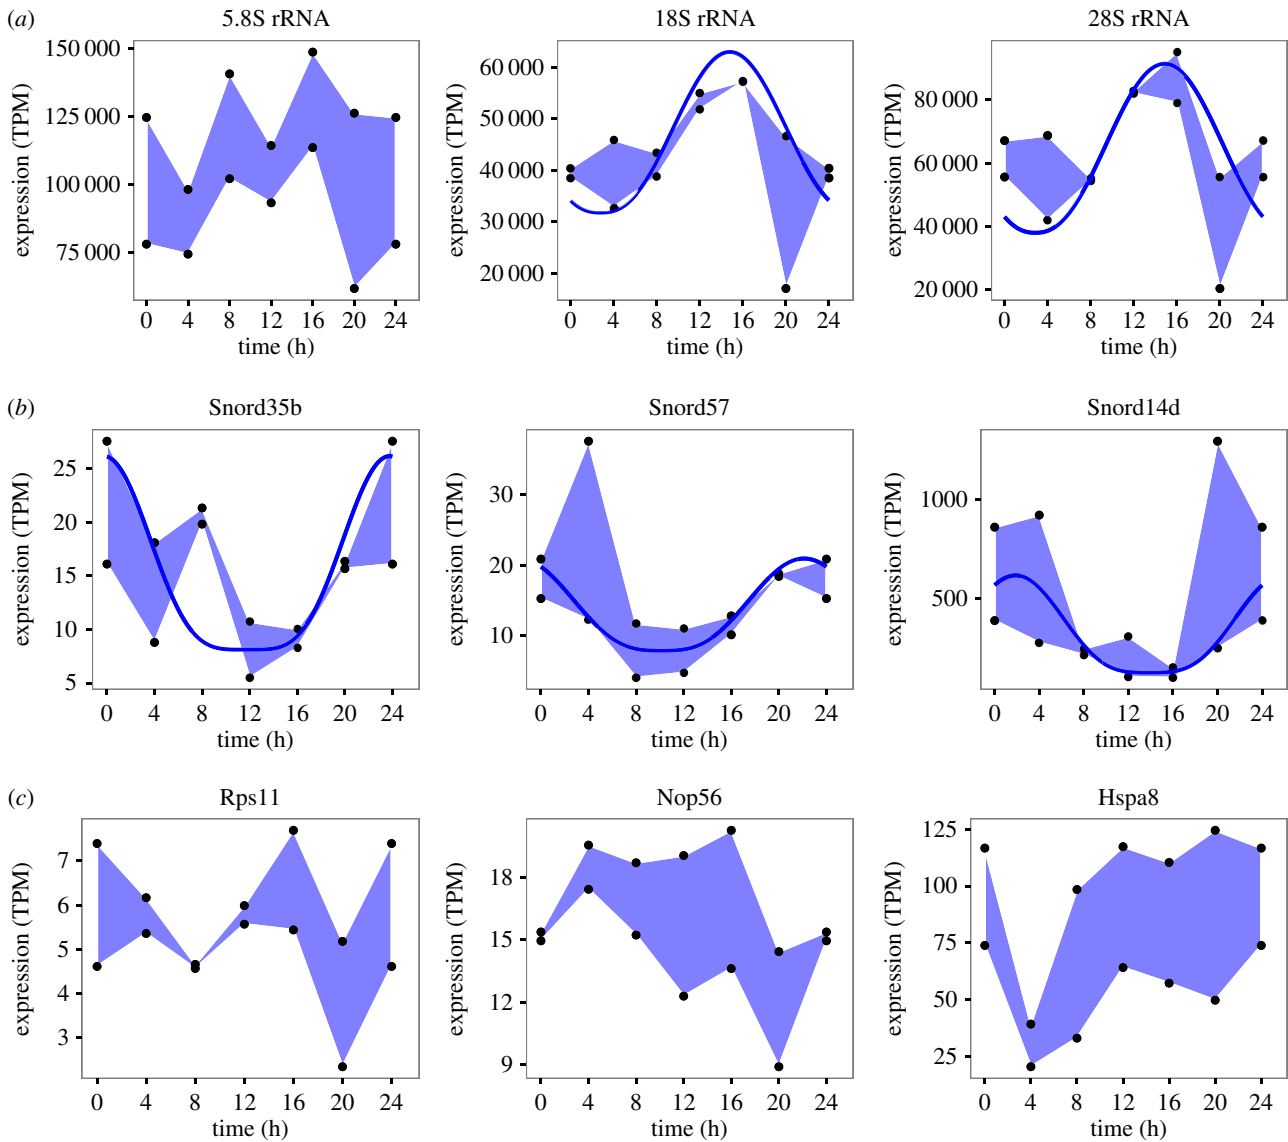 (a)
5.8S rRNA 18S rRNA 28S rRNA
expression (TPM)
150 000
125 000
100 000
75 000
0 4 8 12 16 20 24
time (h)
expression (TPM)
60 000
50 000
40 000
30 000
20 000
0 4 8 12 16 20 24
time (h)
expression (TPM)
80 000
60 000
40 000
20 000
0 4 8 12 16 20 24
time (h)
(b)
Snord35b Snord57 Snord14d
expression (TPM)
25
20
15
10
5
0 4 8 12 16 20 24
time (h)
expression (TPM)
30
20
10
0 4 8 12 16 20 24
time (h)
expression (TPM)
1000
500
0 4 8 12 16 20 24
time (h)
(c)
Rps11 Nop56 Hspa8
expression (TPM)
7
6
5
4
3
0 4 8 12 16 20 24
time (h)
expression (TPM)
18
15
12
9
0 4 8 12 16 20 24
time (h)
expression (TPM)
125
100
75
50
25
0 4 8 12 16 20 24
time (h)